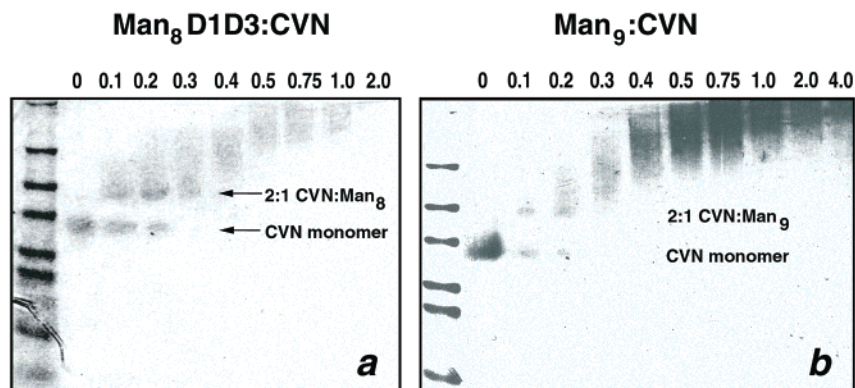 Man8D1D3:CVN
0 0.1 0.2 0.3 0.4 0.5 0.75 1.0 2.0
2:1 CVN:Man8
CVN monomer
a
Man9:CVN
0 0.1 0.2 0.3 0.4 0.5 0.75 1.0 2.0 4.0
2:1 CVN:Man9
CVN monomer
b